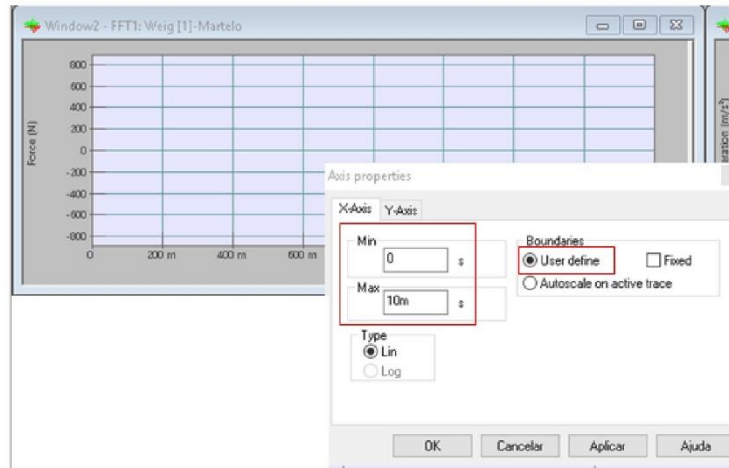 Window2 - FFT1: Weig [1]-Martelo
Force (N)
800
600
400
200
0
-200
-400
-600
-800
0 200 m 400 m 600 m
eration (m/s²)
Axis properties
X-Axis Y-Axis
Min
0 s
Max
10m s
Boundaries
User define Fixed
Autoscale on active trace
Type
Lin
Log
OK Cancelar Aplicar Ajuda